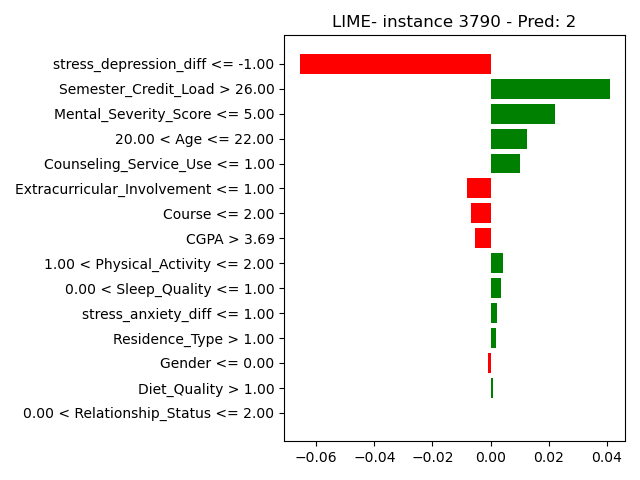 LIME- instance 3790 - Pred: 2
stress_depression_diff <= -1.00
Semester_Credit_Load > 26.00
Mental_Severity_Score <= 5.00
20.00 < Age <= 22.00
Counseling_Service_Use <= 1.00
Extracurricular_Involvement <= 1.00
Course <= 2.00
CGPA > 3.69
1.00 < Physical_Activity <= 2.00
0.00 < Sleep_Quality <= 1.00
stress_anxiety_diff <= 1.00
Residence_Type > 1.00
Gender <= 0.00
Diet_Quality > 1.00
0.00 < Relationship_Status <= 2.00
−0.06 −0.04 −0.02 0.00 0.02 0.04